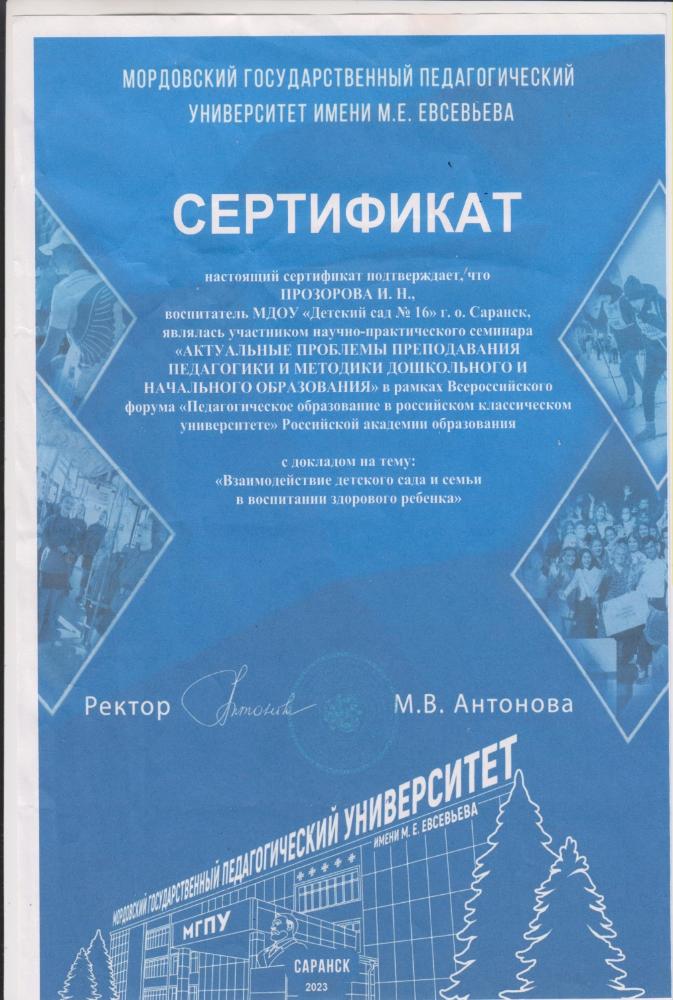 МОРДОВСКИЙ ГОСУДАРСТВЕННЫЙ ПЕДАГОГИЧЕСКИЙ
УНИВЕРСИТЕТ ИМЕНИ М.Е. ЕВСЕВЬЕВА
СЕРТИФИКАТ
настоящий сертификат подтверждает, что
ПРОЗОРОВА И. Н.,
воспитатель МДОУ «Детский сад № 16» г. о. Саранск,
являлась участником научно-практического семинара
«АКТУАЛЬНЫЕ ПРОБЛЕМЫ ПРЕПОДАВАНИЯ
ПЕДАГОГИКИ И МЕТОДИКИ ДОШКОЛЬНОГО И
НАЧАЛЬНОГО ОБРАЗОВАНИЯ» в рамках Всероссийского
форума «Педагогическое образование в российском классическом
университете» Российской академии образования
с докладом на тему:
«Взаимодействие детского сада и семьи
в воспитании здорового ребенка»
Ректор
М.В. Антонова
МОРДОВСКИЙ ГОСУДАРСТВЕННЫЙ ПЕДАГОГИЧЕСКИЙ УНИВЕРСИТЕТ
ИМЕНИ М. Е. ЕВСЕВЬЕВА
МГПУ
САРАНСК
2023